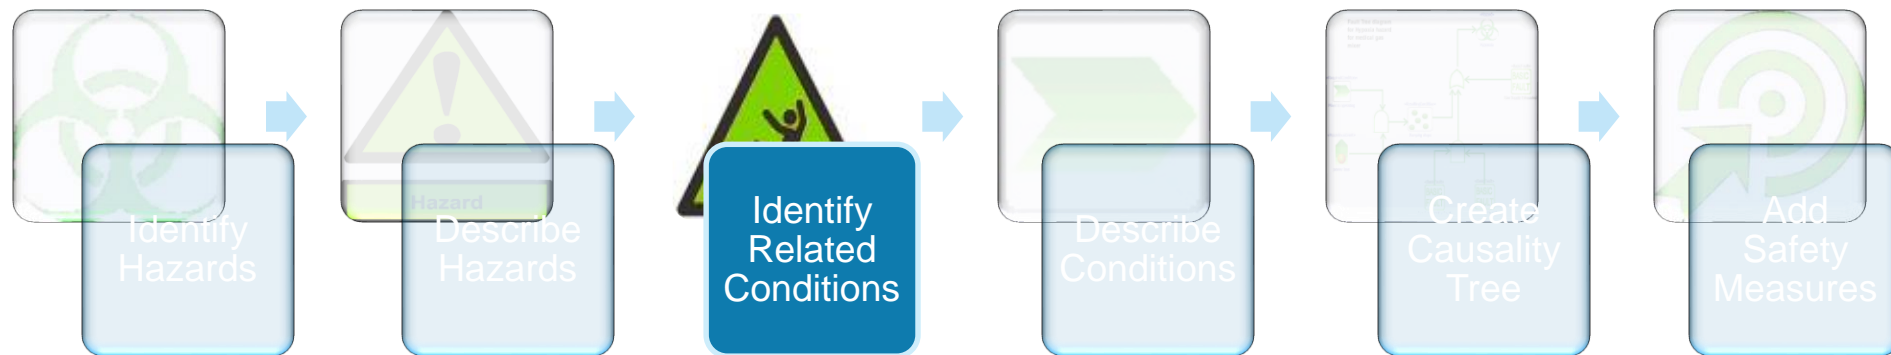 Hazard
Identify
Hazards
Describe
Hazards
Identify
Related
Conditions
Describe
Conditions
Create
Causality
Tree
Add
Safety
Measures